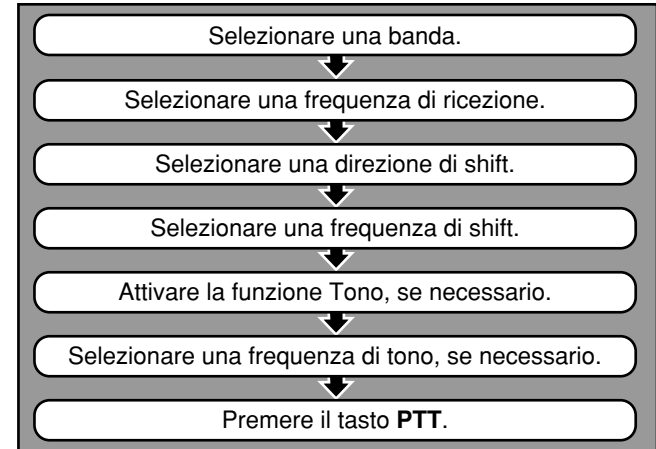 Selezionare una banda.
Selezionare una frequenza di ricezione.
Selezionare una direzione di shift.
Selezionare una frequenza di shift.
Attivare la funzione Tono, se necessario.
Selezionare una frequenza di tono, se necessario.
Premere il tasto PTT.